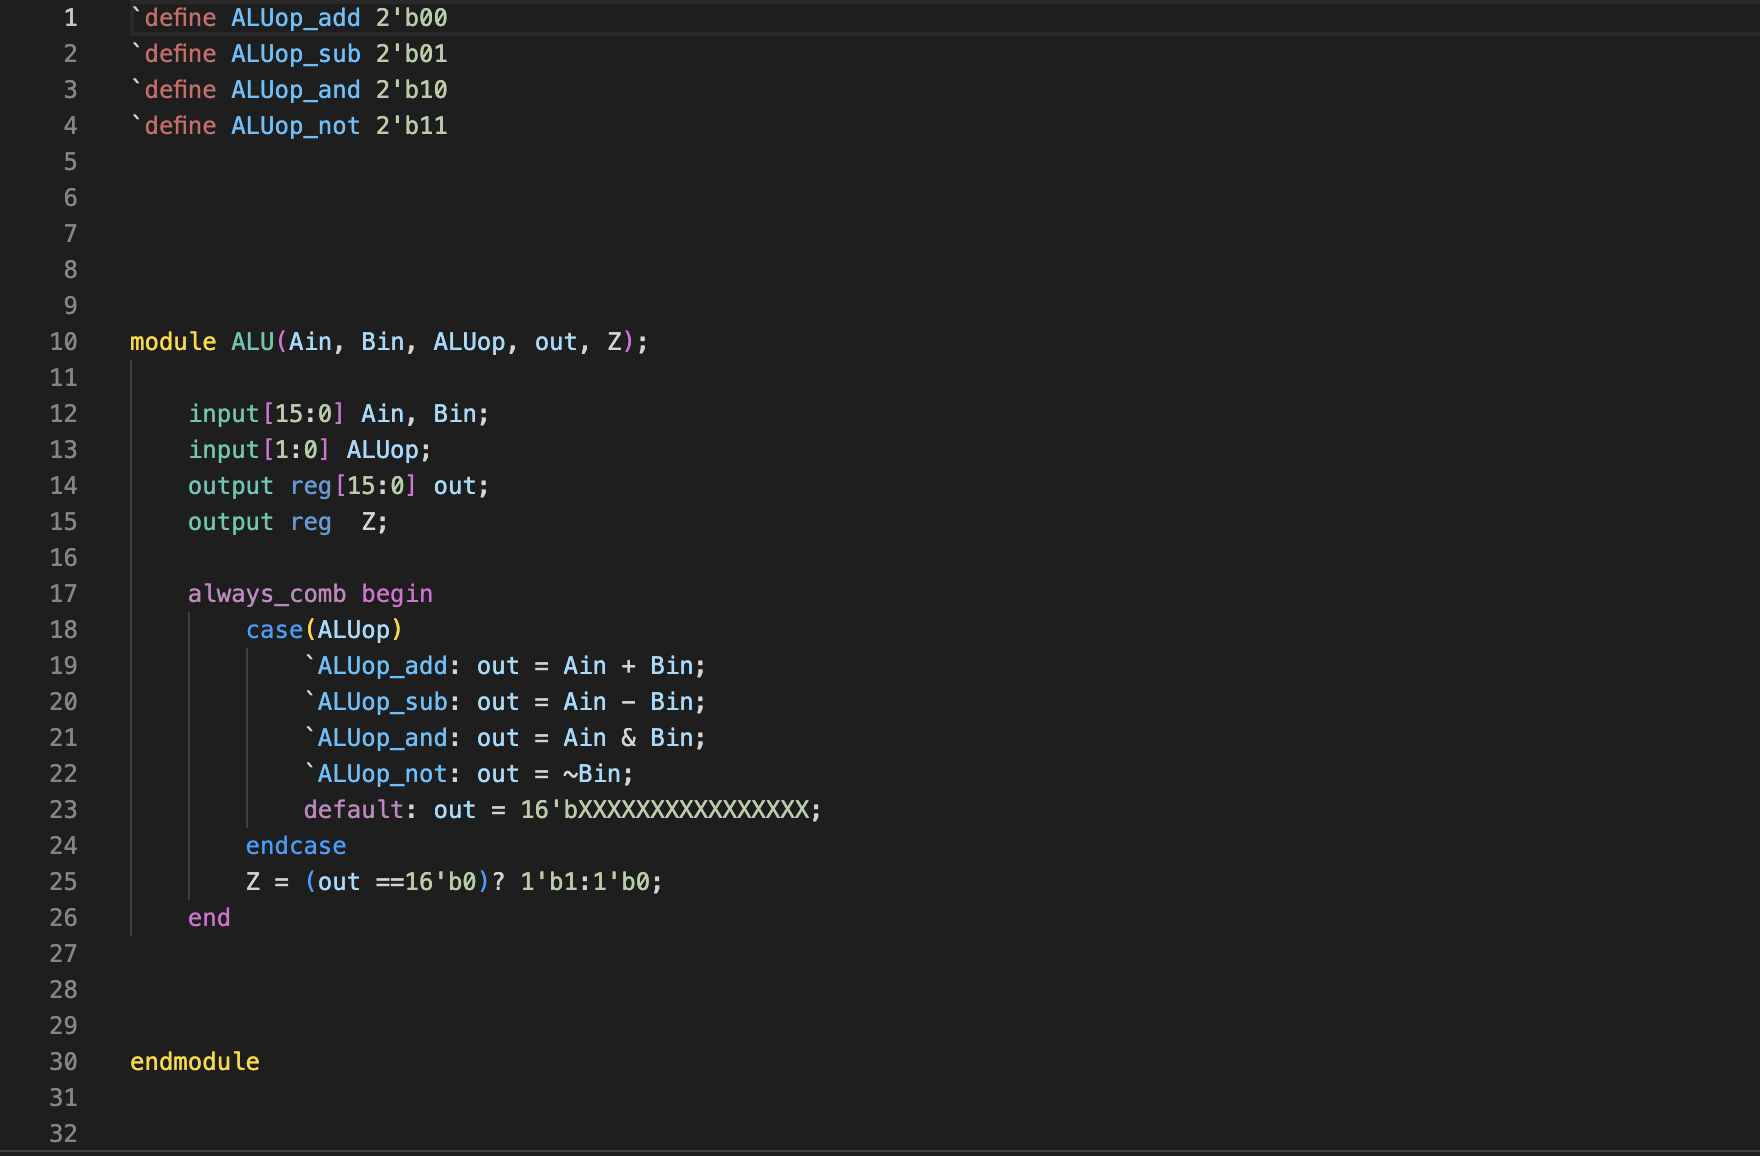 1 `define ALUop_add 2'b00
2 `define ALUop_sub 2'b01
3 `define ALUop_and 2'b10
4 `define ALUop_not 2'b11
5
6
7
8
9
10 module ALU(Ain, Bin, ALUop, out, Z);
11
12 input[15:0] Ain, Bin;
13 input[1:0] ALUop;
14 output reg[15:0] out;
15 output reg  Z;
16
17 always_comb begin
18 case(ALUop)
19 `ALUop_add: out = Ain + Bin;
20 `ALUop_sub: out = Ain - Bin;
21 `ALUop_and: out = Ain & Bin;
22 `ALUop_not: out = ~Bin;
23 default: out = 16'bXXXXXXXXXXXXXXXX;
24 endcase
25 Z = (out ==16'b0)? 1'b1:1'b0;
26 end
27
28
29
30 endmodule
31
32